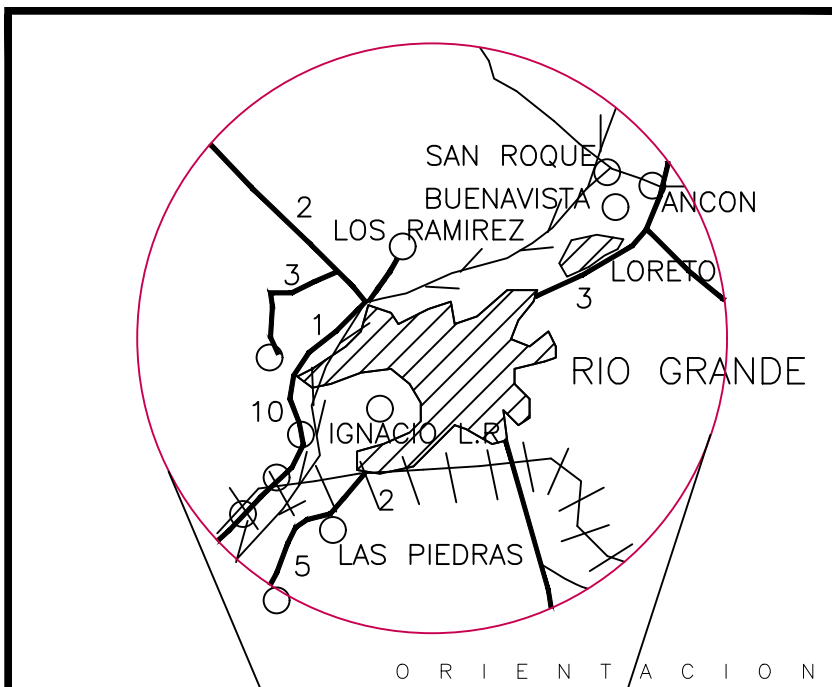 SAN ROQUE
BUENAVISTA
ANCON
2
LOS RAMIREZ
3
LORETO
3
1
RIO GRANDE
10
IGNACIO L.R
2
LAS PIEDRAS
5
ORIENTACION